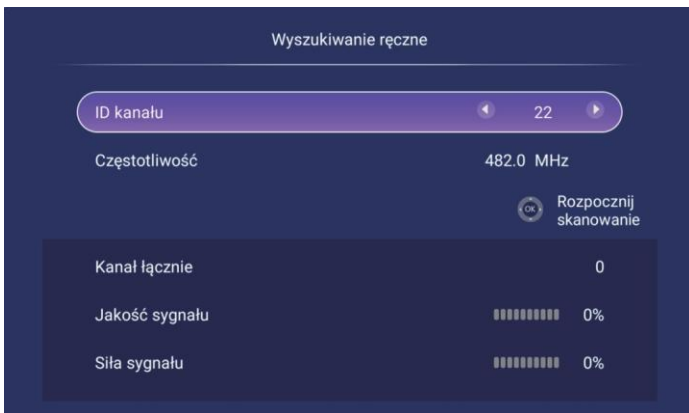 Wyszukiwanie ręczne
ID kanału 22
Częstotliwość 482.0 MHz
OK Rozpocznij
skanowanie
Kanał łącznie 0
Jakość sygnału 0%
Siła sygnału 0%